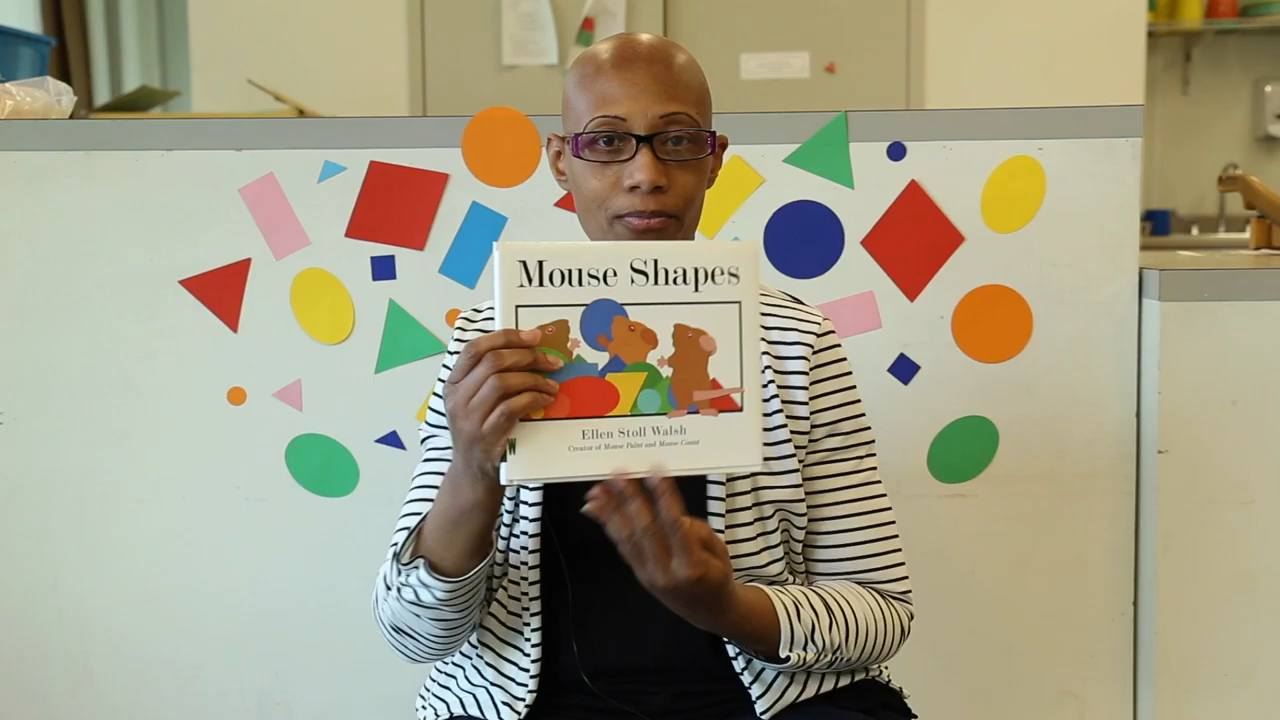 Mouse Shapes
Ellen Stoll Walsh
Creator of Mouse Paint and Mouse Count
W